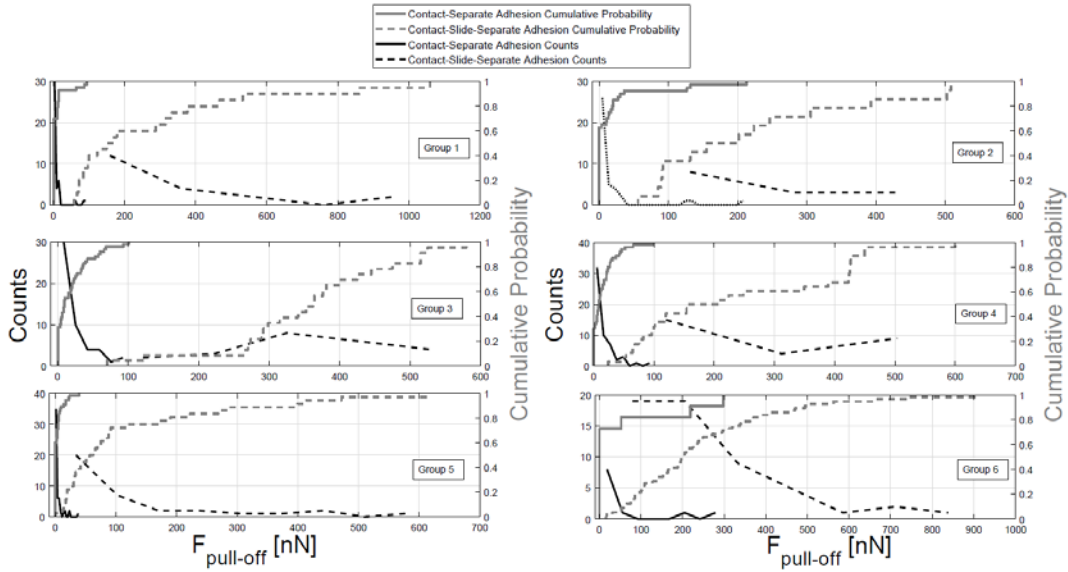 Contact-Separate Adhesion Cumulative Probability
Contact-Slide-Separate Adhesion Cumulative Probability
Contact-Separate Adhesion Counts
Contact-Slide-Separate Adhesion Counts
30
20
10
0
1
0.8
0.6
0.4
0.2
0
Group 1
0 200 400 600 800 1000 1200
30
20
10
0
1
0.8
0.6
0.4
0.2
0
Group 2
0 100 200 300 400 500 600
Counts
30
20
10
0
1
0.8
0.6
0.4
0.2
0
Group 3
0 100 200 300 400 500 600
Cumulative Probability
Counts
40
30
20
10
0
1
0.8
0.6
0.4
0.2
0
Group 4
0 100 200 300 400 500 600 700
Cumulative Probability
40
30
20
10
0
1
0.8
0.6
0.4
0.2
0
Group 5
0 100 200 300 400 500 600 700
F pull-off [nN]
20
15
10
5
0
1
0.8
0.6
0.4
0.2
0
Group 6
0 100 200 300 400 500 600 700 800 900 1000
F pull-off [nN]